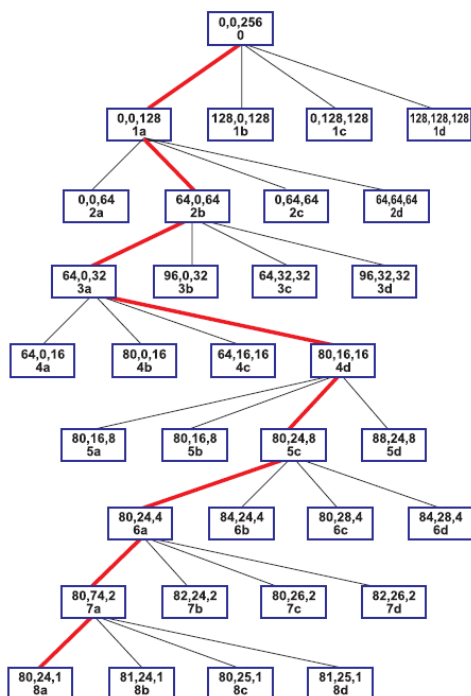 0,0,256
0
0,0,128
1a
128,0,128
1b
0,128,128
1c
128,128,128
1d
0,0,64
2a
64,0,64
2b
0,64,64
2c
64,64,64
2d
64,0,32
3a
96,0,32
3b
64,32,32
3c
96,32,32
3d
64,0,16
4a
80,0,16
4b
64,16,16
4c
80,16,16
4d
80,16,8
5a
80,16,8
5b
80,24,8
5c
88,24,8
5d
80,24,4
6a
84,24,4
6b
80,28,4
6c
84,28,4
6d
80,74,2
7a
82,24,2
7b
80,26,2
7c
82,26,2
7d
80,24,1
8a
81,24,1
8b
80,25,1
8c
81,25,1
8d